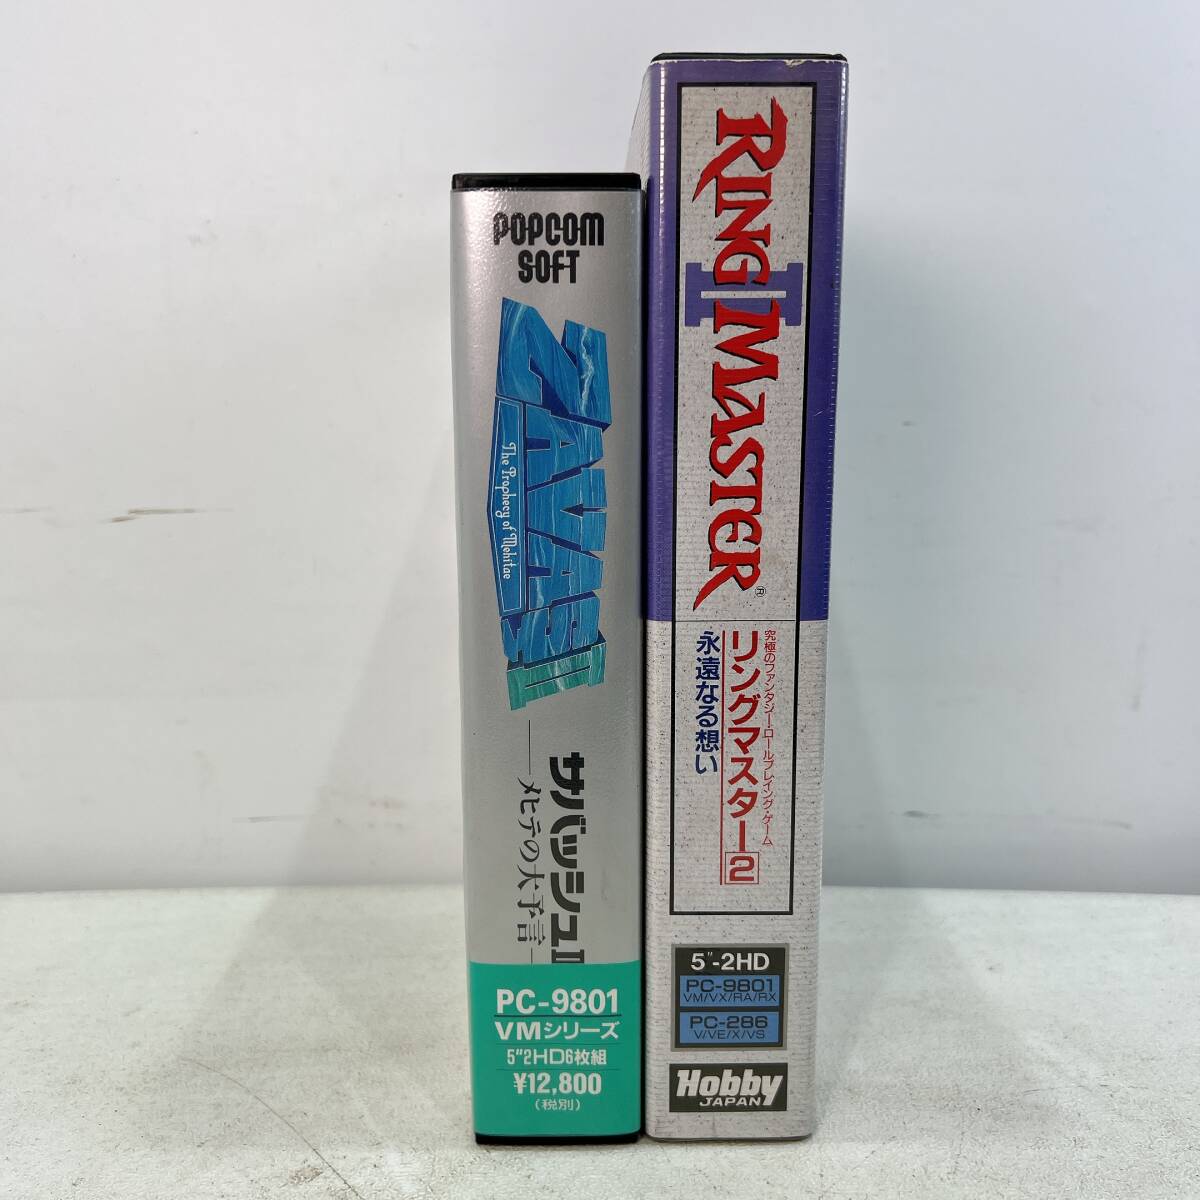 POPCOM
SOFT
ZAVAS II
The Prophecy of Mehitae
サバッシュII
メヒテの大予言
PC-9801
VMシリーズ
5"2HD6枚組
¥12,800
(税別)
RING MASTER II
®
究極のファンタジー・ロールプレイング・ゲーム
リングマスター2
永遠なる想い
5"-2HD
PC-9801
VM/VX/RA/RX
PC-286
V/VE/X/VS
Hobby
JAPAN